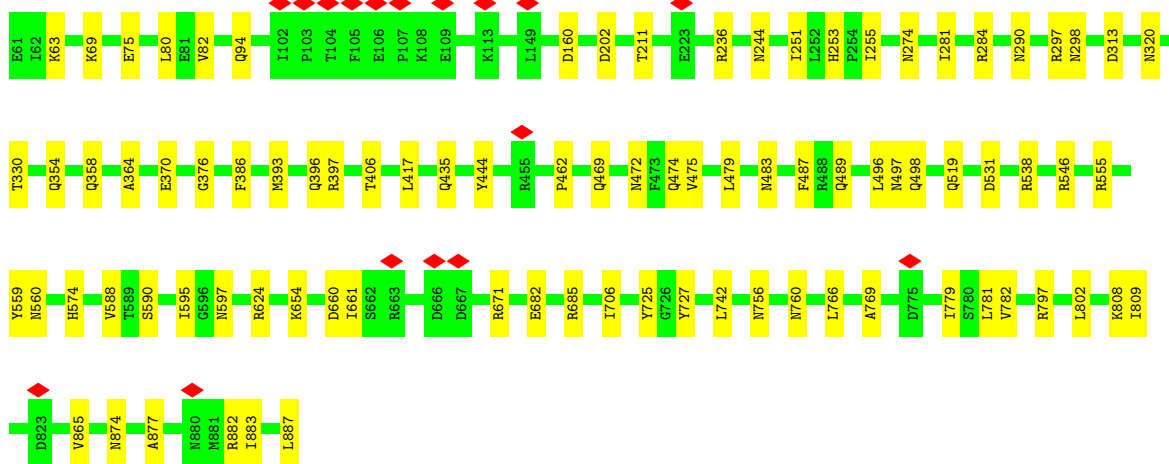 E61 I62 K63 K69 E75 L80 E81 V82 Q94 I102 P103 T104 F105 E106 P107 K108 E109 K113 L149 D160 D202 T211 E223 R236 N244 I251 L252 H253 P254 I255 N274 I281 R284 N290 R297 N298 D313 N320
T330 Q354 Q358 A364 E370 G376 F386 M393 Q396 R397 T406 L417 Q435 Y444 R455 P462 Q469 N472 F473 Q474 V475 L479 N483 F487 R488 Q489 L496 N497 Q498 Q519 D531 R538 R546 R555
Y559 N560 H574 V588 T589 S590 I595 G596 N597 R624 K654 D660 I661 S662 R663 D666 D667 R671 E682 R685 I706 Y725 G726 Y727 L742 N756 N760 L766 A769 D775 I779 S780 L781 V782 R797 L802 K808 I809
D823 V865 N874 A877 N880 M881 R882 I883 L887